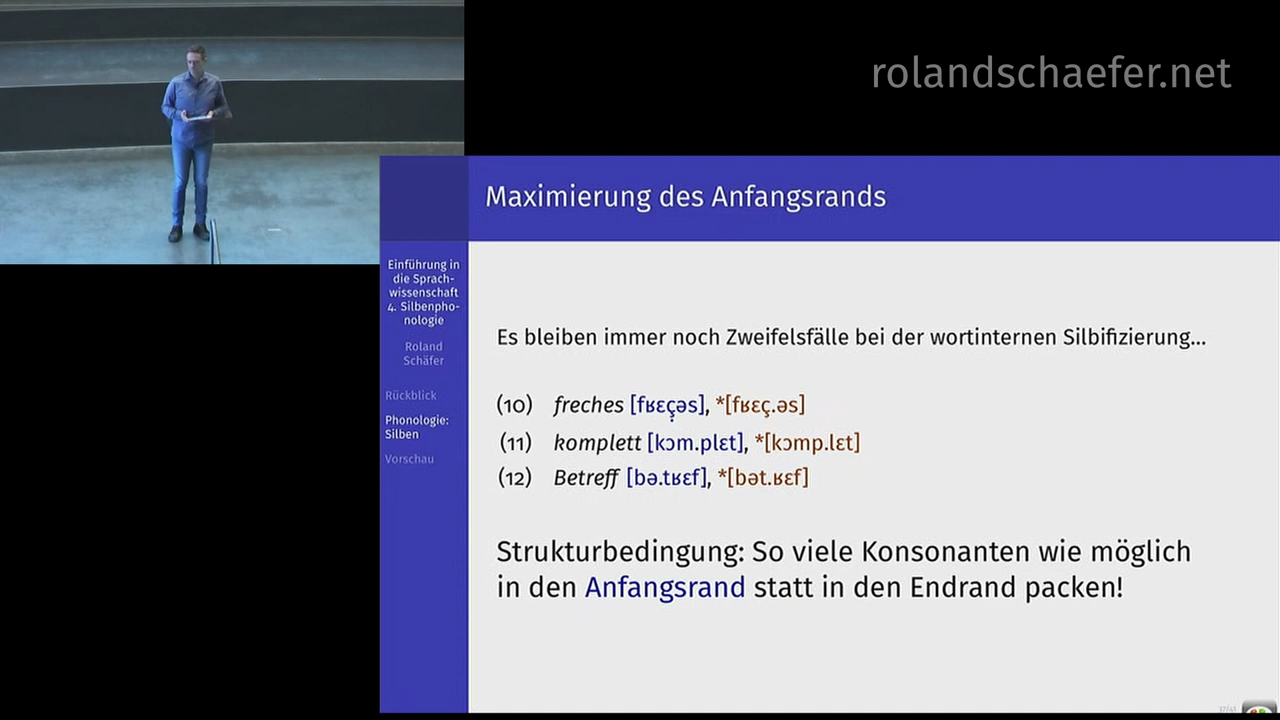 rolandschaefer.net
Maximierung des Anfangsrands
Einführung in
die Sprach-
wissenschaft
4. Silbenpho-
nologie
Roland
Schäfer
Rückblick
Phonologie:
Silben
Vorschau
Es bleiben immer noch Zweifelsfälle bei der wortinternen Silbifizierung...
(10) freches [fʁɛç̣əs], *[fʁɛç.əs]
(11) komplett [kɔm.plɛt], *[kɔmp.lɛt]
(12) Betreff [bə.tʁɛf], *[bət.ʁɛf]
Strukturbedingung: So viele Konsonanten wie möglich
in den Anfangsrand statt in den Endrand packen!